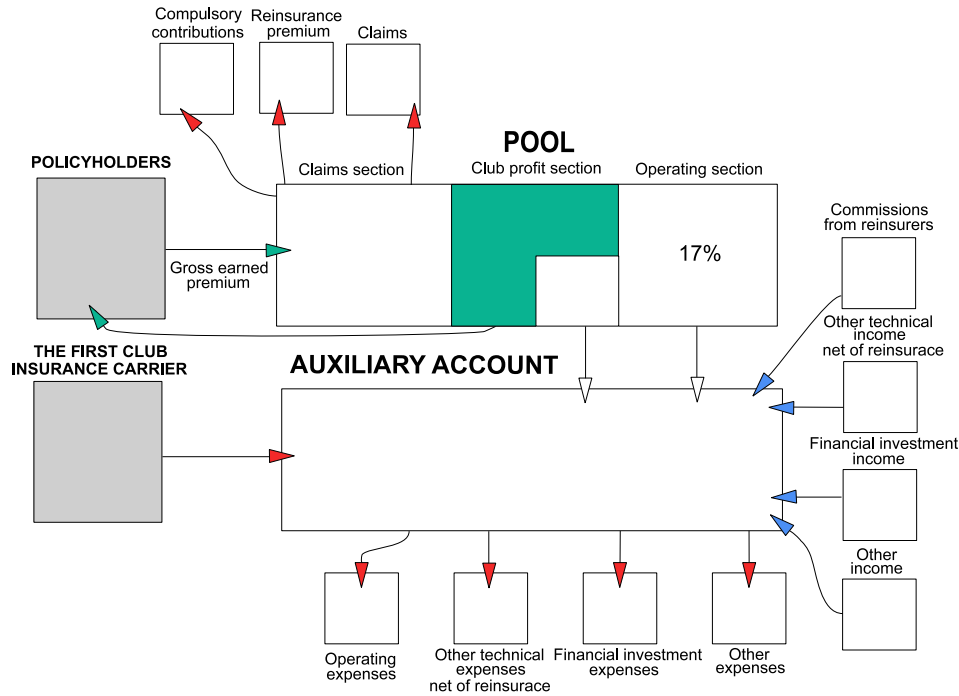 Compulsory
contributions
Reinsurance
premium
Claims
POOL
POLICYHOLDERS
Claims section
Club profit section
Operating section
Commissions
from reinsurers
17%
Gross earned
premium
Other technical
income
net of reinsurace
THE FIRST CLUB
INSURANCE CARRIER
AUXILIARY ACCOUNT
Financial investment
income
Other
income
Operating
expenses
Other technical
expenses
net of reinsurace
Financial investment
expenses
Other
expenses